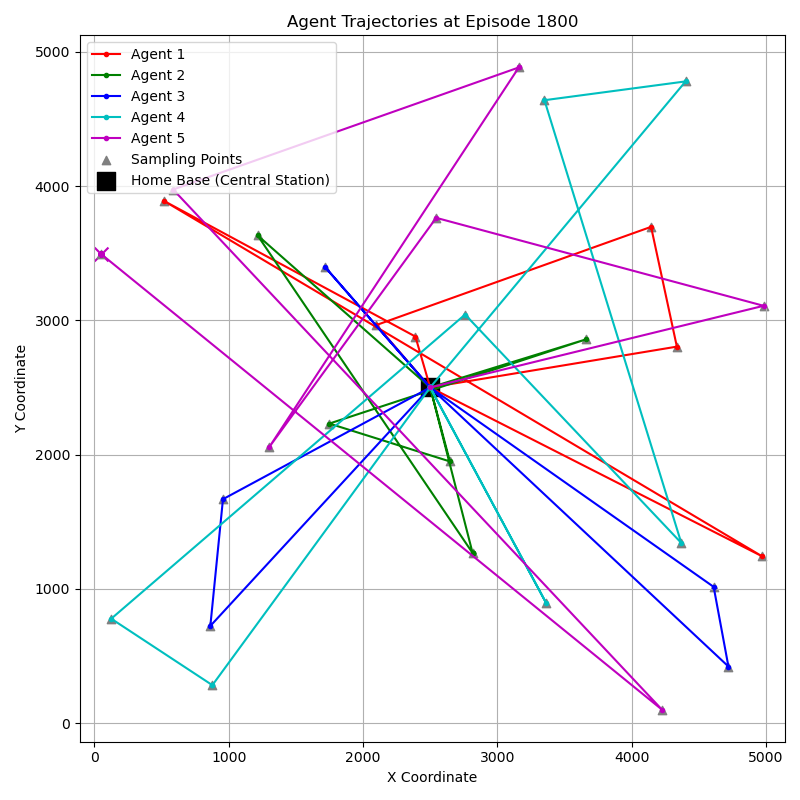 Agent Trajectories at Episode 1800
Agent 1
Agent 2
Agent 3
Agent 4
Agent 5
Sampling Points
Home Base (Central Station)
5000
4000
3000
2000
1000
0
Y Coordinate
0 1000 2000 3000 4000 5000
X Coordinate